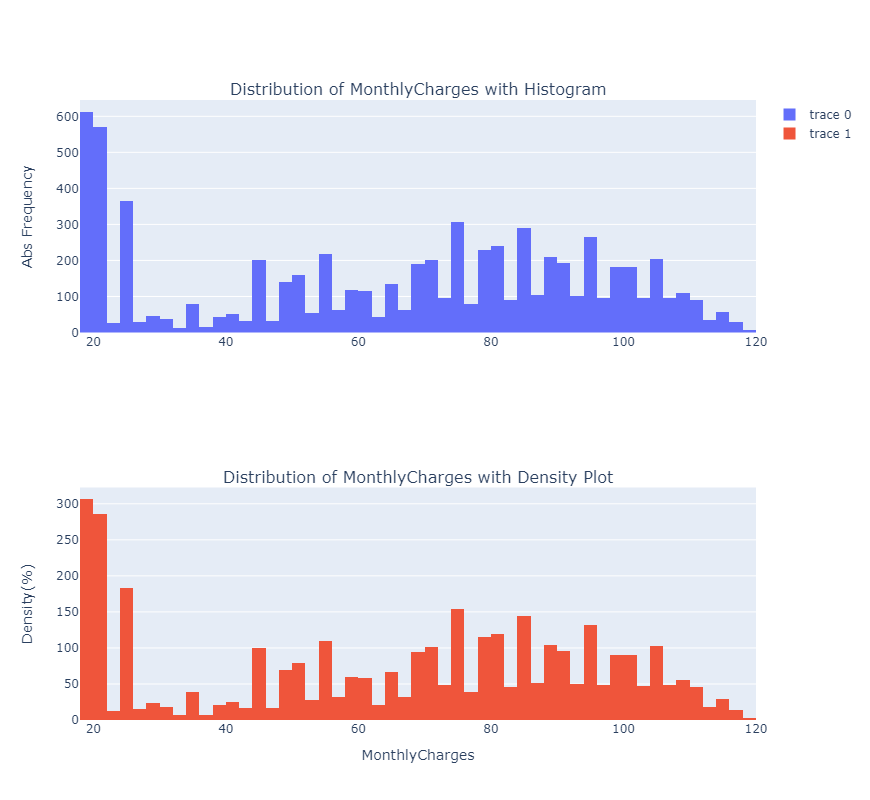 Distribution of MonthlyCharges with Histogram
trace 0
trace 1
Abs Frequency
600
500
400
300
200
100
0
20 40 60 80 100 120
Distribution of MonthlyCharges with Density Plot
Density(%)
300
250
200
150
100
50
0
20 40 60 80 100 120
MonthlyCharges